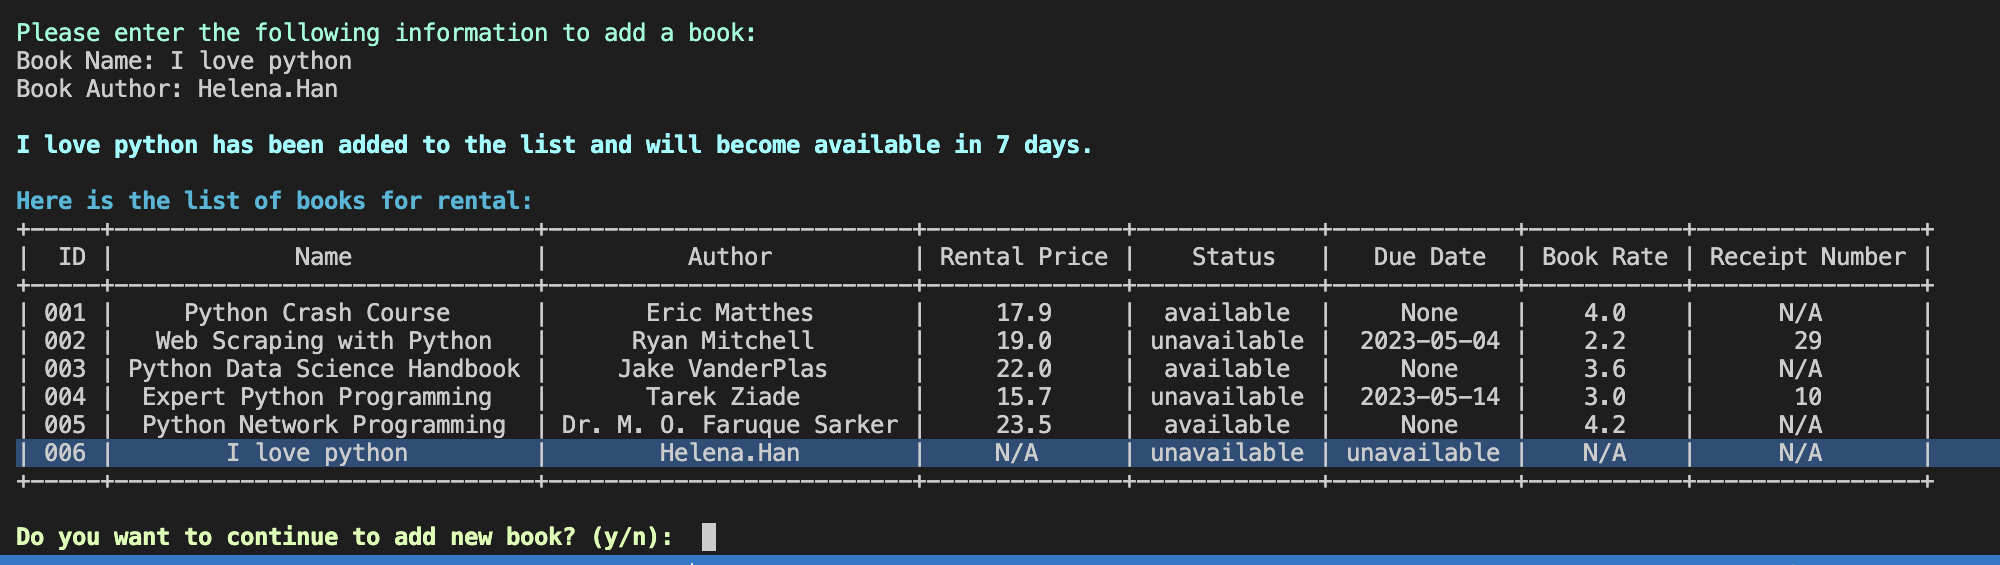 Please enter the following information to add a book:
Book Name: I love python
Book Author: Helena.Han
I love python has been added to the list and will become available in 7 days.
Here is the list of books for rental:
+-----+------------------------------+--------------------------+--------------+-------------+-------------+-----------+----------------+
|  ID |             Name             |          Author          | Rental Price |    Status   |   Due Date  | Book Rate | Receipt Number |
+-----+------------------------------+--------------------------+--------------+-------------+-------------+-----------+----------------+
| 001 |     Python Crash Course      |       Eric Matthes       |     17.9     |  available  |     None    |    4.0    |      N/A       |
| 002 |   Web Scraping with Python   |      Ryan Mitchell       |     19.0     | unavailable |  2023-05-04 |    2.2    |       29       |
| 003 | Python Data Science Handbook |     Jake VanderPlas      |     22.0     |  available  |     None    |    3.6    |      N/A       |
| 004 |  Expert Python Programming   |       Tarek Ziade        |     15.7     | unavailable |  2023-05-14 |    3.0    |       10       |
| 005 |  Python Network Programming  | Dr. M. O. Faruque Sarker |     23.5     |  available  |     None    |    4.2    |      N/A       |
| 006 |        I love python         |        Helena.Han        |     N/A      | unavailable | unavailable |    N/A    |      N/A       |
+-----+------------------------------+--------------------------+--------------+-------------+-------------+-----------+----------------+
Do you want to continue to add new book? (y/n):